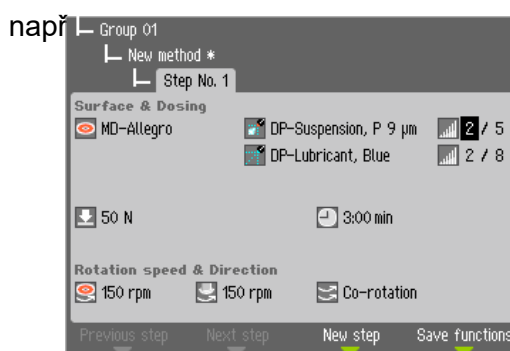 např
Group 01
New method *
Step No. 1
Surface & Dosing
MD-Allegro DP-Suspension, P 9 µm 2 / 5
DP-Lubricant, Blue 2 / 8
50 N 3:00 min
Rotation speed & Direction
150 rpm 150 rpm Co-rotation
Previous step Next step New step Save functions